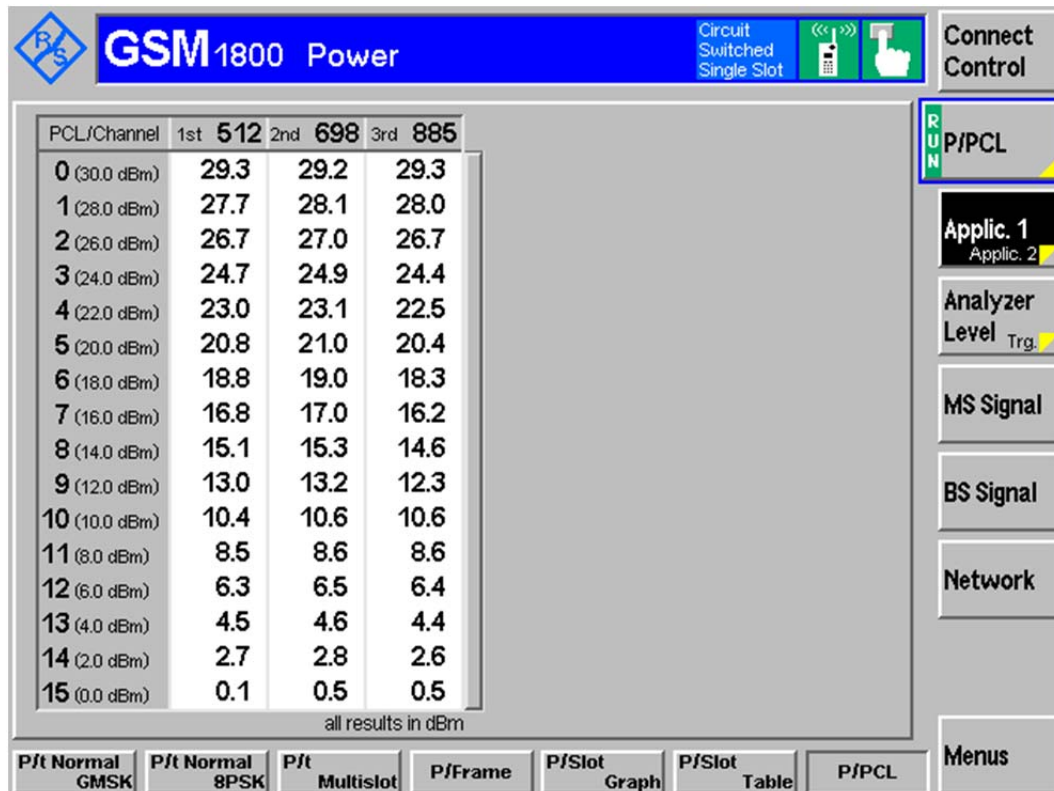 R/S
GSM 1800 Power
Circuit
Switched
Single Slot
Connect
Control
PCL/Channel 1st 512 2nd 698 3rd 885
0 (30.0 dBm) 29.3 29.2 29.3
1 (28.0 dBm) 27.7 28.1 28.0
2 (26.0 dBm) 26.7 27.0 26.7
3 (24.0 dBm) 24.7 24.9 24.4
4 (22.0 dBm) 23.0 23.1 22.5
5 (20.0 dBm) 20.8 21.0 20.4
6 (18.0 dBm) 18.8 19.0 18.3
7 (16.0 dBm) 16.8 17.0 16.2
8 (14.0 dBm) 15.1 15.3 14.6
9 (12.0 dBm) 13.0 13.2 12.3
10 (10.0 dBm) 10.4 10.6 10.6
11 (8.0 dBm) 8.5 8.6 8.6
12 (6.0 dBm) 6.3 6.5 6.4
13 (4.0 dBm) 4.5 4.6 4.4
14 (2.0 dBm) 2.7 2.8 2.6
15 (0.0 dBm) 0.1 0.5 0.5
all results in dBm
RUN P/PCL
Applic. 1
Applic. 2
Analyzer
Level Trg.
MS Signal
BS Signal
Network
Menus
P/t Normal GMSK
P/t Normal 8PSK
P/t Multislot
P/Frame
P/Slot Graph
P/Slot Table
P/PCL